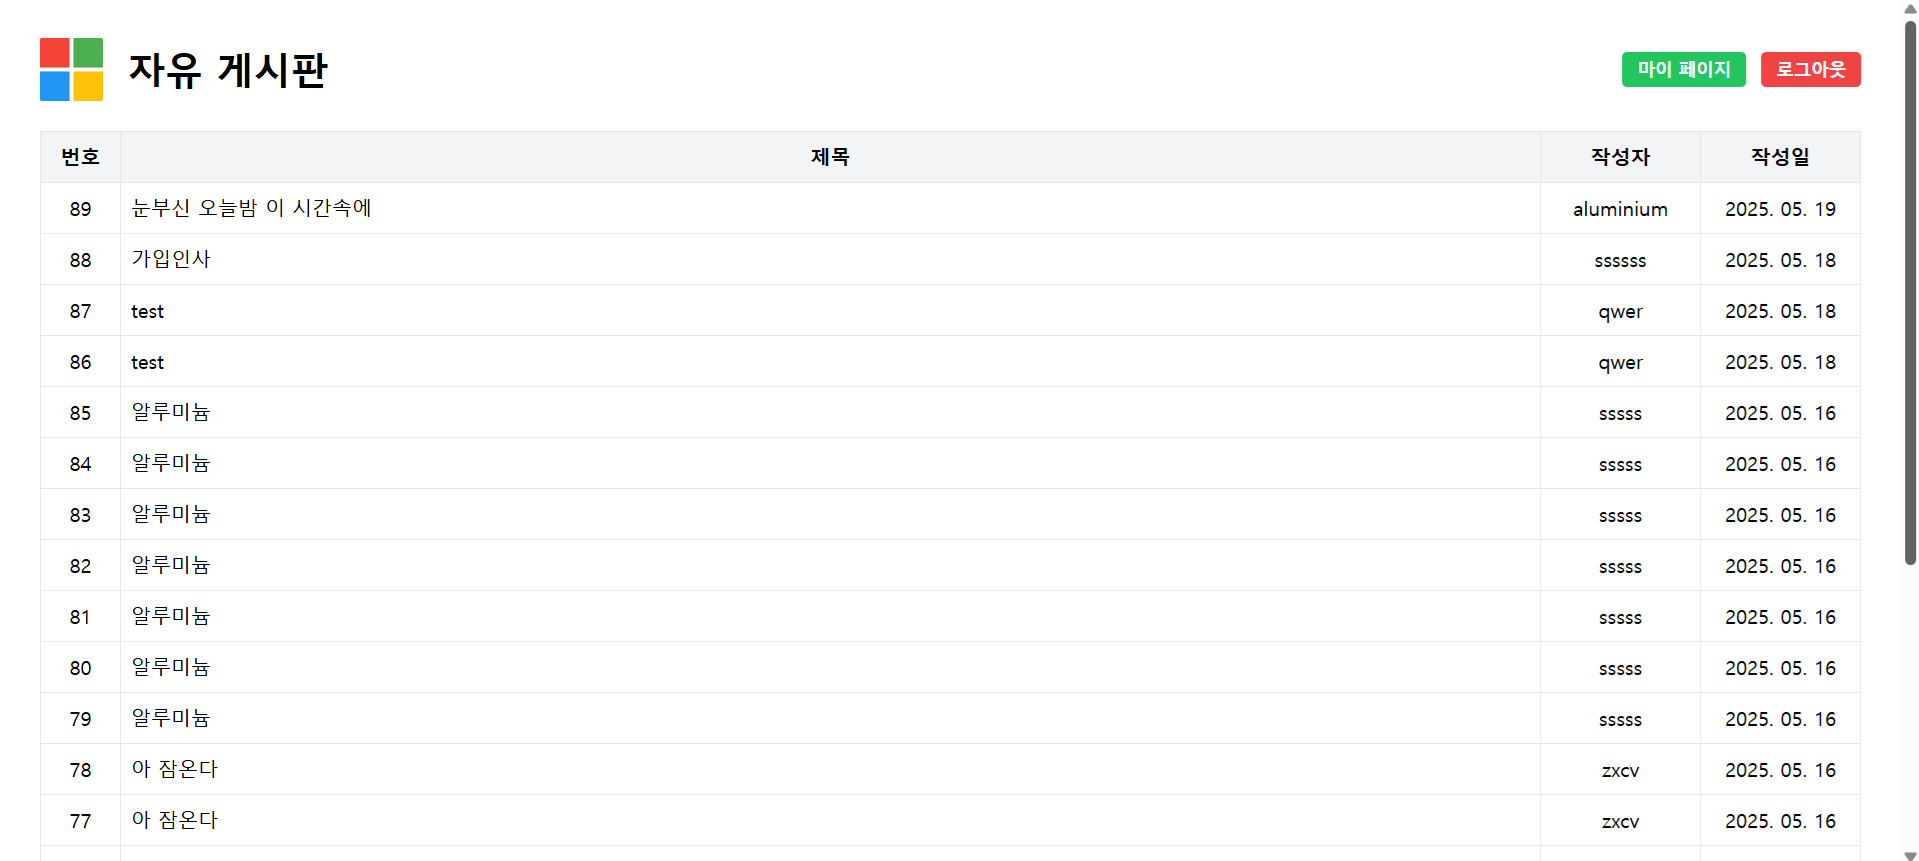 자유 게시판
마이 페이지 로그아웃
번호 제목 작성자 작성일
89 눈부신 오늘밤 이 시간속에 aluminium 2025. 05. 19
88 가입인사 ssssss 2025. 05. 18
87 test qwer 2025. 05. 18
86 test qwer 2025. 05. 18
85 알루미늄 sssss 2025. 05. 16
84 알루미늄 sssss 2025. 05. 16
83 알루미늄 sssss 2025. 05. 16
82 알루미늄 sssss 2025. 05. 16
81 알루미늄 sssss 2025. 05. 16
80 알루미늄 sssss 2025. 05. 16
79 알루미늄 sssss 2025. 05. 16
78 아 잠온다 zxcv 2025. 05. 16
77 아 잠온다 zxcv 2025. 05. 16